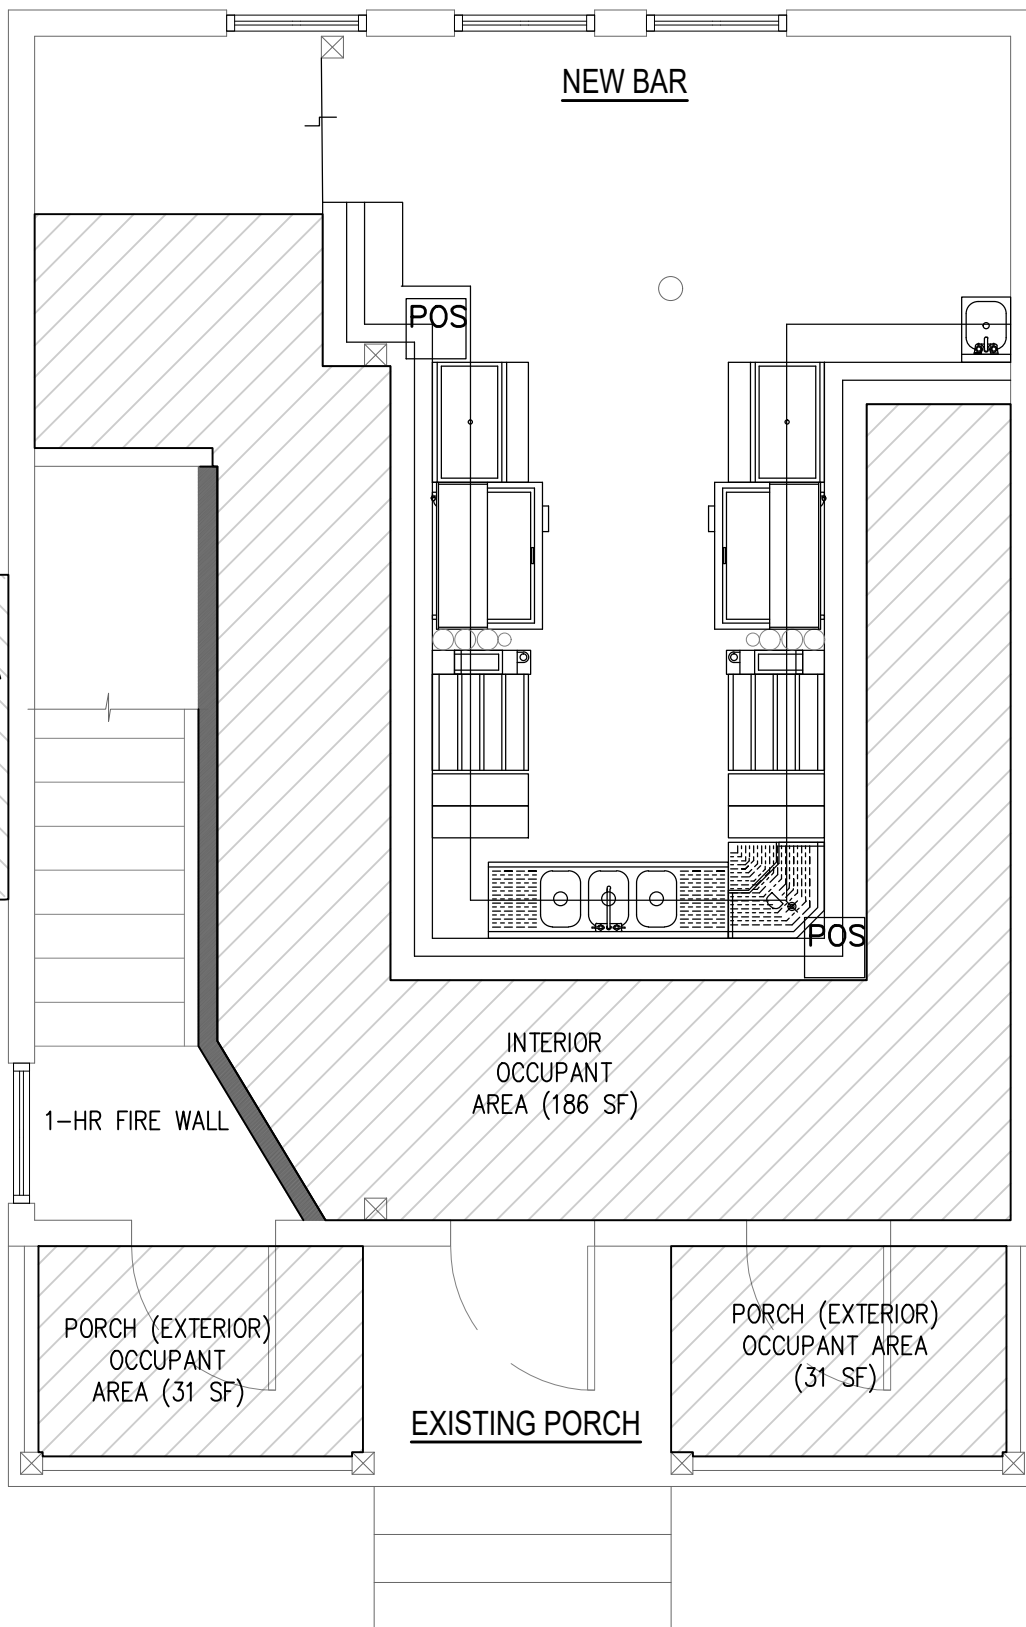 NEW BAR
POS
POS
INTERIOR
OCCUPANT
AREA (186 SF)
1-HR FIRE WALL
PORCH (EXTERIOR)
OCCUPANT
AREA (31 SF)
PORCH (EXTERIOR)
OCCUPANT AREA
(31 SF)
EXISTING PORCH